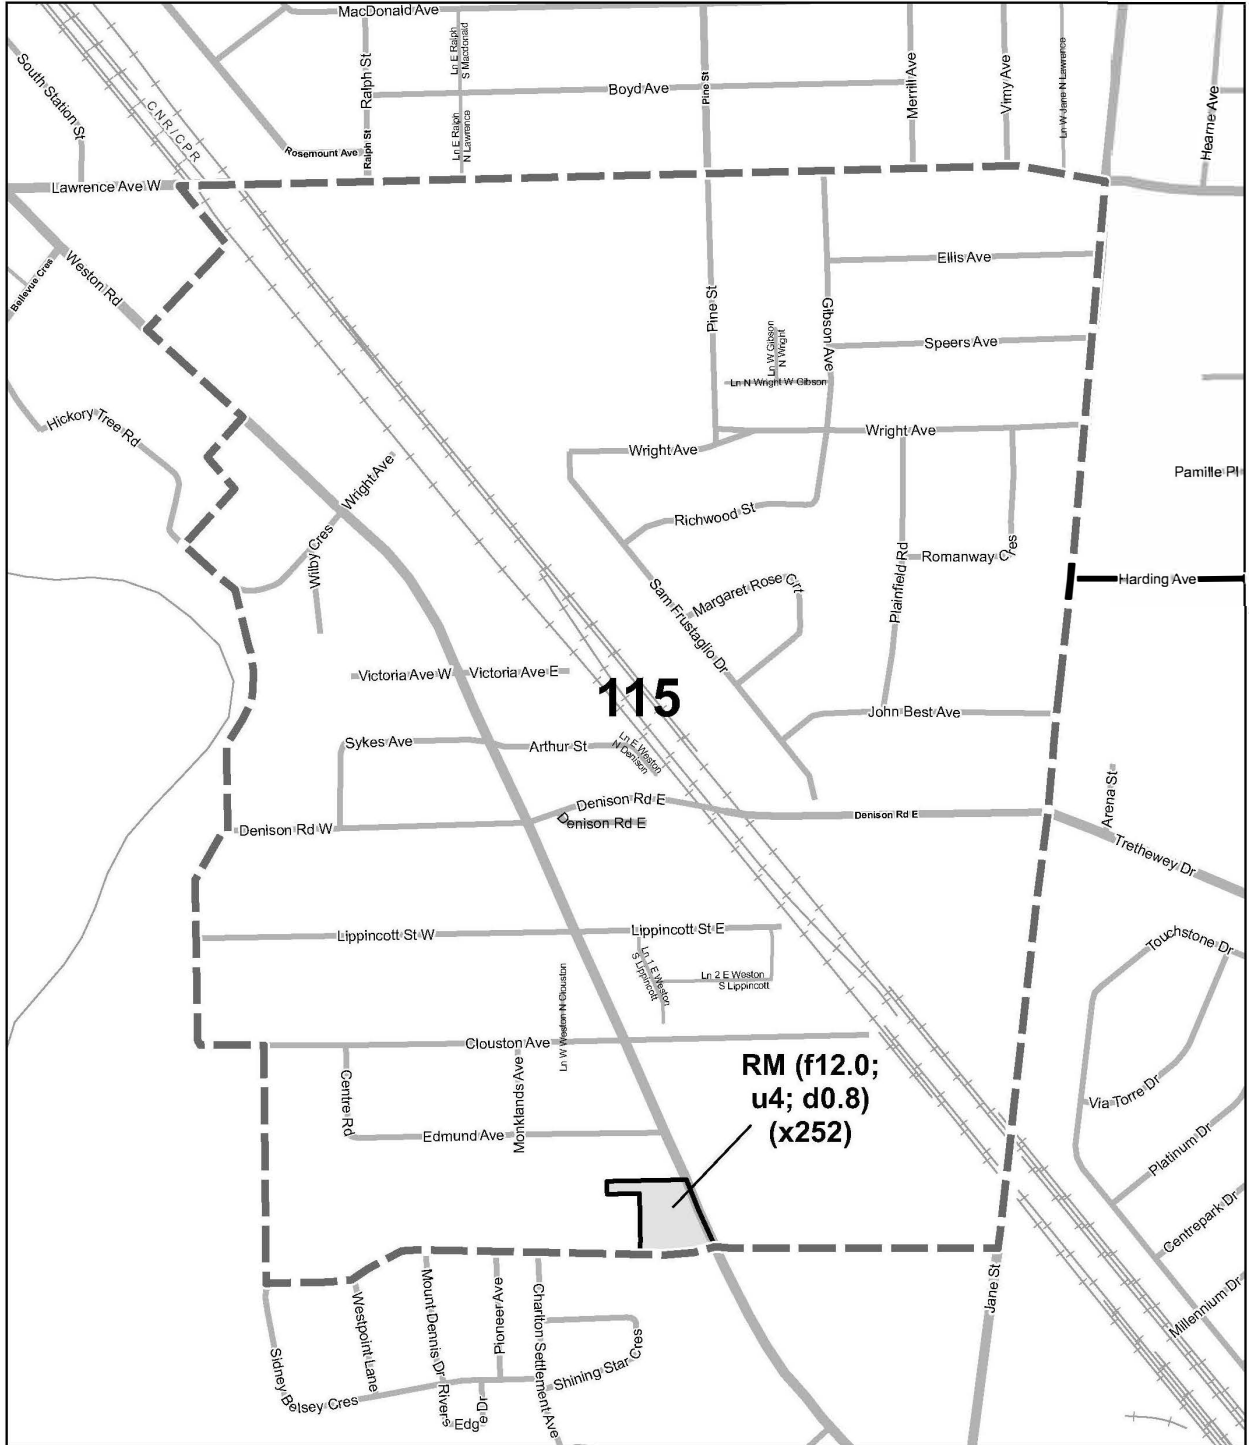 MacDonald Ave
South Station St
CNR/CPR
Ralph St
Ln E Ralph
S Macdonald
Boyd Ave
Pine St
Merrill Ave
Vimy Ave
Ln W Jane N Lawrence
Hearne Ave
Rosemount Ave
Ralph St
Ln E Ralph
N Lawrence
Lawrence Ave W
Bellevue Cres
Weston Rd
Ellis Ave
Pine St
Gibson Ave
Ln W Gibson
N Wright
Speers Ave
Ln N Wright W Gibson
Hickory Tree Rd
Wright Ave
Wright Ave
Wright Ave
Pamille Pl
Richwood St
Wilby Cres
Plainfield Rd
Romanway Cres
Harding Ave
Margaret Rose Crt
Sam Frustaglio Dr
Victoria Ave W
Victoria Ave E
115
John Best Ave
Sykes Ave
Arthur St
Ln E Weston
N Denison
Denison Rd E
Denison Rd E
Denison Rd E
Denison Rd W
Arena St
Trethewey Dr
Lippincott St W
Lippincott St E
Touchstone Dr
Ln 1 E Weston
S Lippincott
Ln 2 E Weston
S Lippincott
Ln W Weston N Clouston
Clouston Ave
RM (f12.0;
u4; d0.8)
(x252)
Centre Rd
Monklands Ave
Edmund Ave
Via Torre Dr
Platinum Dr
Centrepark Dr
Millennium Dr
Jane St
Sidney Belsey Cres
Westpoint Lane
Mount Dennis Dr
Pioneer Ave
Charlton Settlement Ave
Shining Star Cres
Rivers Edge Dr